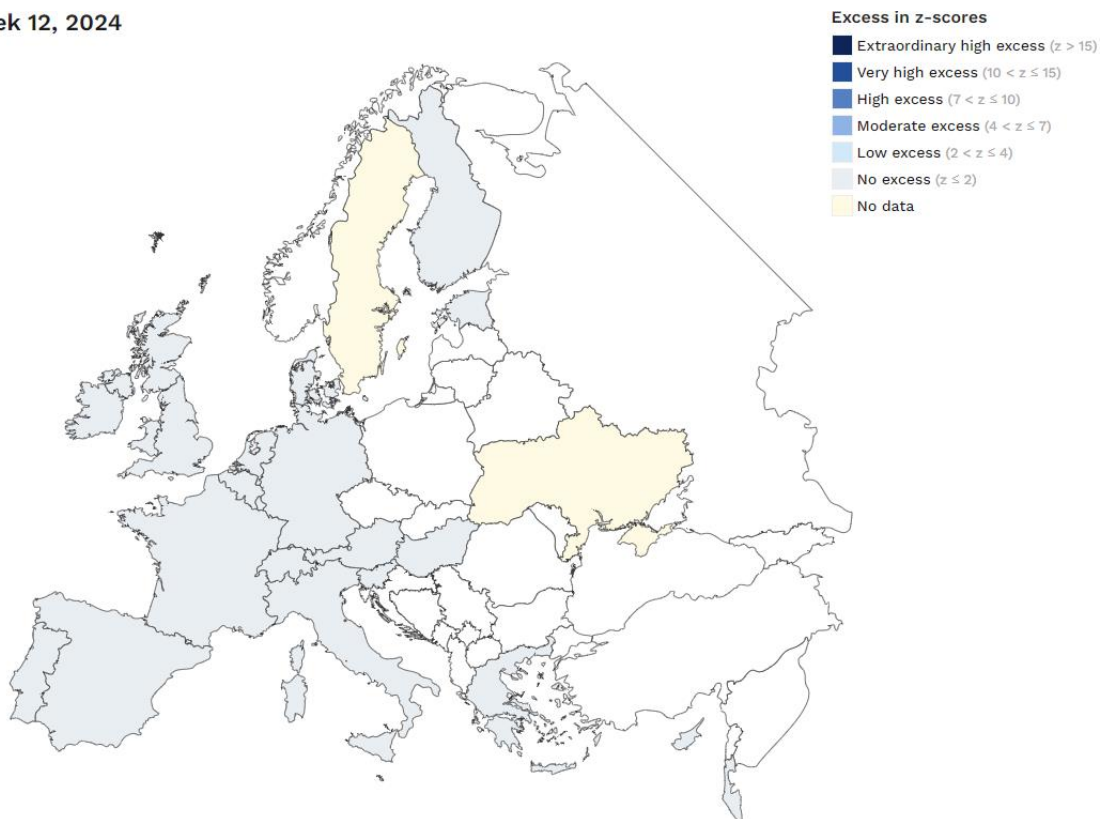 ek 12, 2024
Excess in z-scores
Extraordinary high excess (z > 15)
Very high excess (10 < z ≤ 15)
High excess (7 < z ≤ 10)
Moderate excess (4 < z ≤ 7)
Low excess (2 < z ≤ 4)
No excess (z ≤ 2)
No data